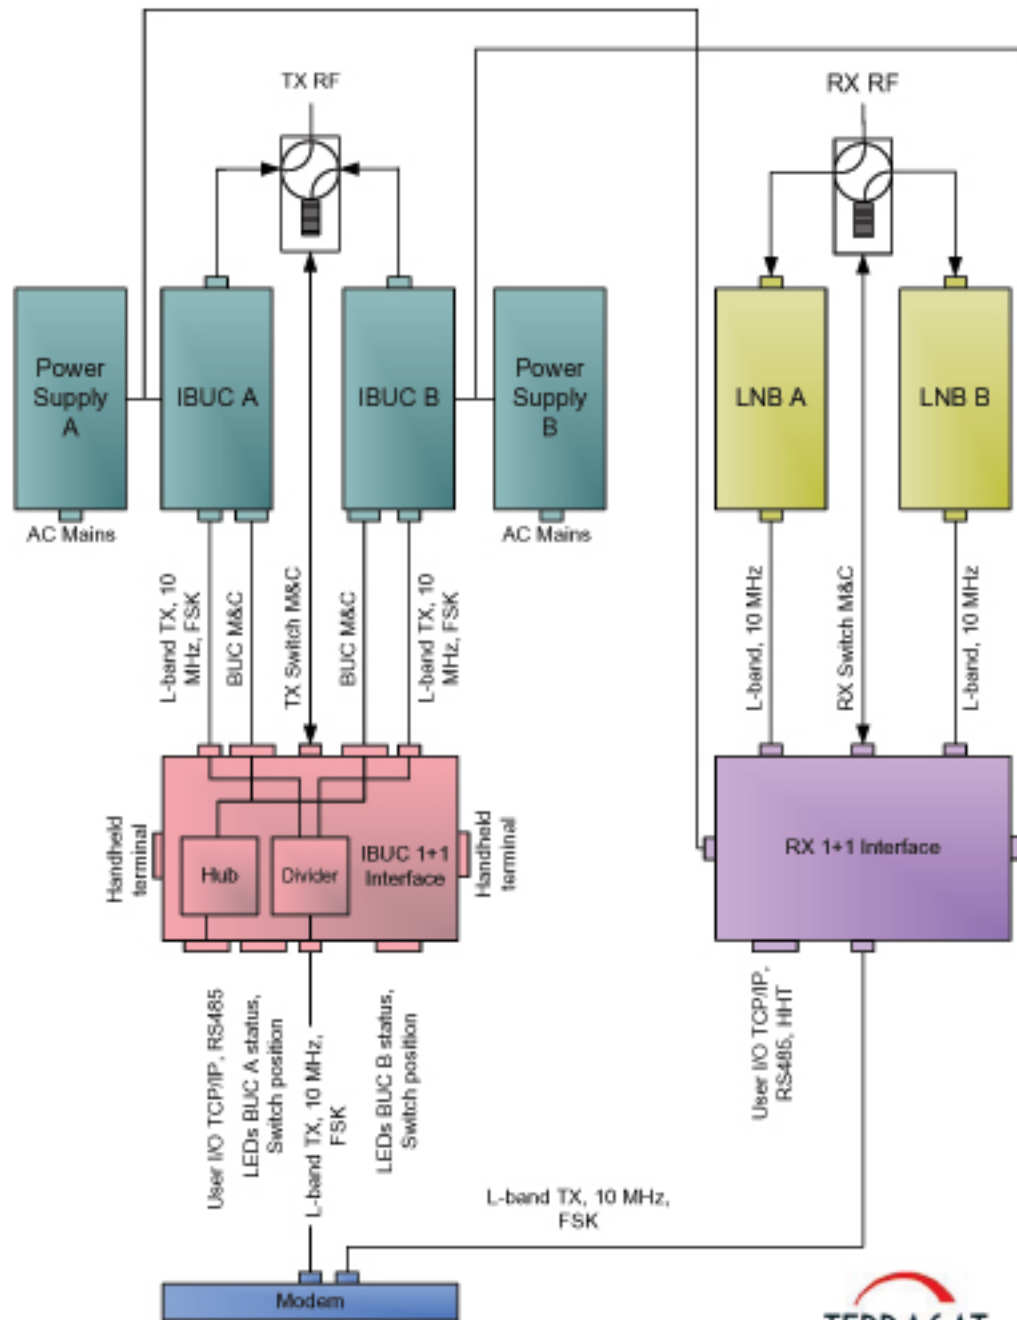 TX RF
RX RF
Power
Supply
A
IBUC A
IBUC B
Power
Supply
B
LNB A
LNB B
AC Mains
AC Mains
L-band TX, 10
MHz, FSK
BUC M&C
TX Switch M&C
BUC M&C
L-band TX, 10
MHz, FSK
L-band, 10 MHz
RX Switch M&C
L-band, 10 MHz
Handheld
terminal
Hub
Divider
IBUC 1+1
Interface
Handheld
terminal
RX 1+1 Interface
User I/O TCP/IP, RS485
LEDs BUC A status,
Switch position
L-band TX, 10 MHz,
FSK
LEDs BUC B status,
Switch position
User I/O TCP/IP,
RS485, HHT
L-band TX, 10 MHz,
FSK
Modem
TERRASAT